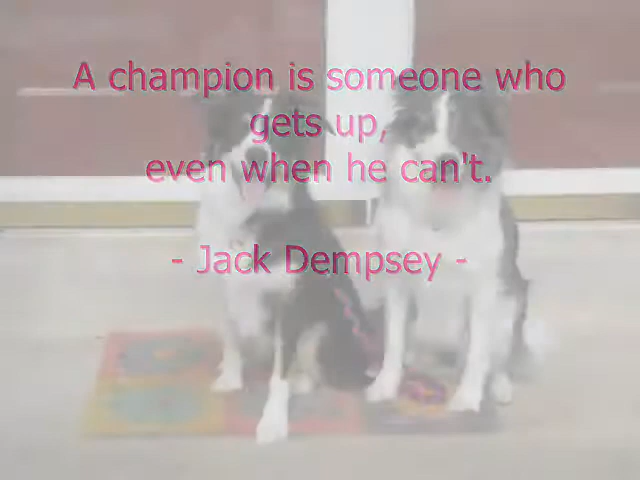 A champion is someone who
gets up,
even when he can't.
- Jack Dempsey -